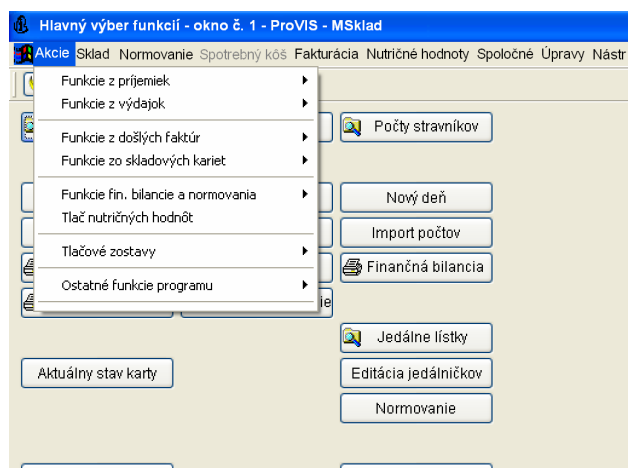 Hlavný výber funkcií - okno č. 1 - ProVIS - MSklad
Akcie Sklad Normovanie Spotrebný kôš Fakturácia Nutričné hodnoty Spoločné Úpravy Nástr
Funkcie z príjemiek
Funkcie z výdajok
Funkcie z došlých faktúr
Funkcie zo skladových kariet
Funkcie fin. bilancie a normovania
Tlač nutričných hodnôt
Tlačové zostavy
Ostatné funkcie programu
Počty stravníkov
Nový deň
Import počtov
Finančná bilancia
ie
Jedálne lístky
Aktuálny stav karty
Editácia jedálničkov
Normovanie